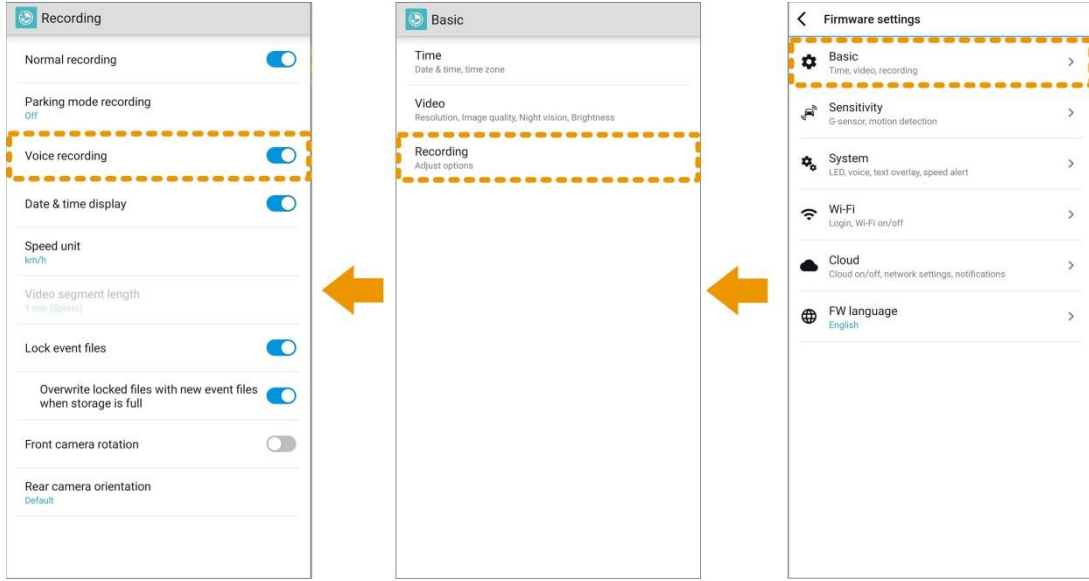 Recording
Normal recording
Parking mode recording
Off
Voice recording
Date & time display
Speed unit
km/h
Video segment length
1 min (Sports)
Lock event files
Overwrite locked files with new event files
when storage is full
Front camera rotation
Rear camera orientation
Default
Basic
Time
Date & time, time zone
Video
Resolution, Image quality, Night vision, Brightness
Recording
Adjust options
Firmware settings
Basic
Time, video, recording
Sensitivity
G-sensor, motion detection
System
LED, voice, text overlay, speed alert
Wi-Fi
Login, Wi-Fi on/off
Cloud
Cloud on/off, network settings, notifications
FW language
English